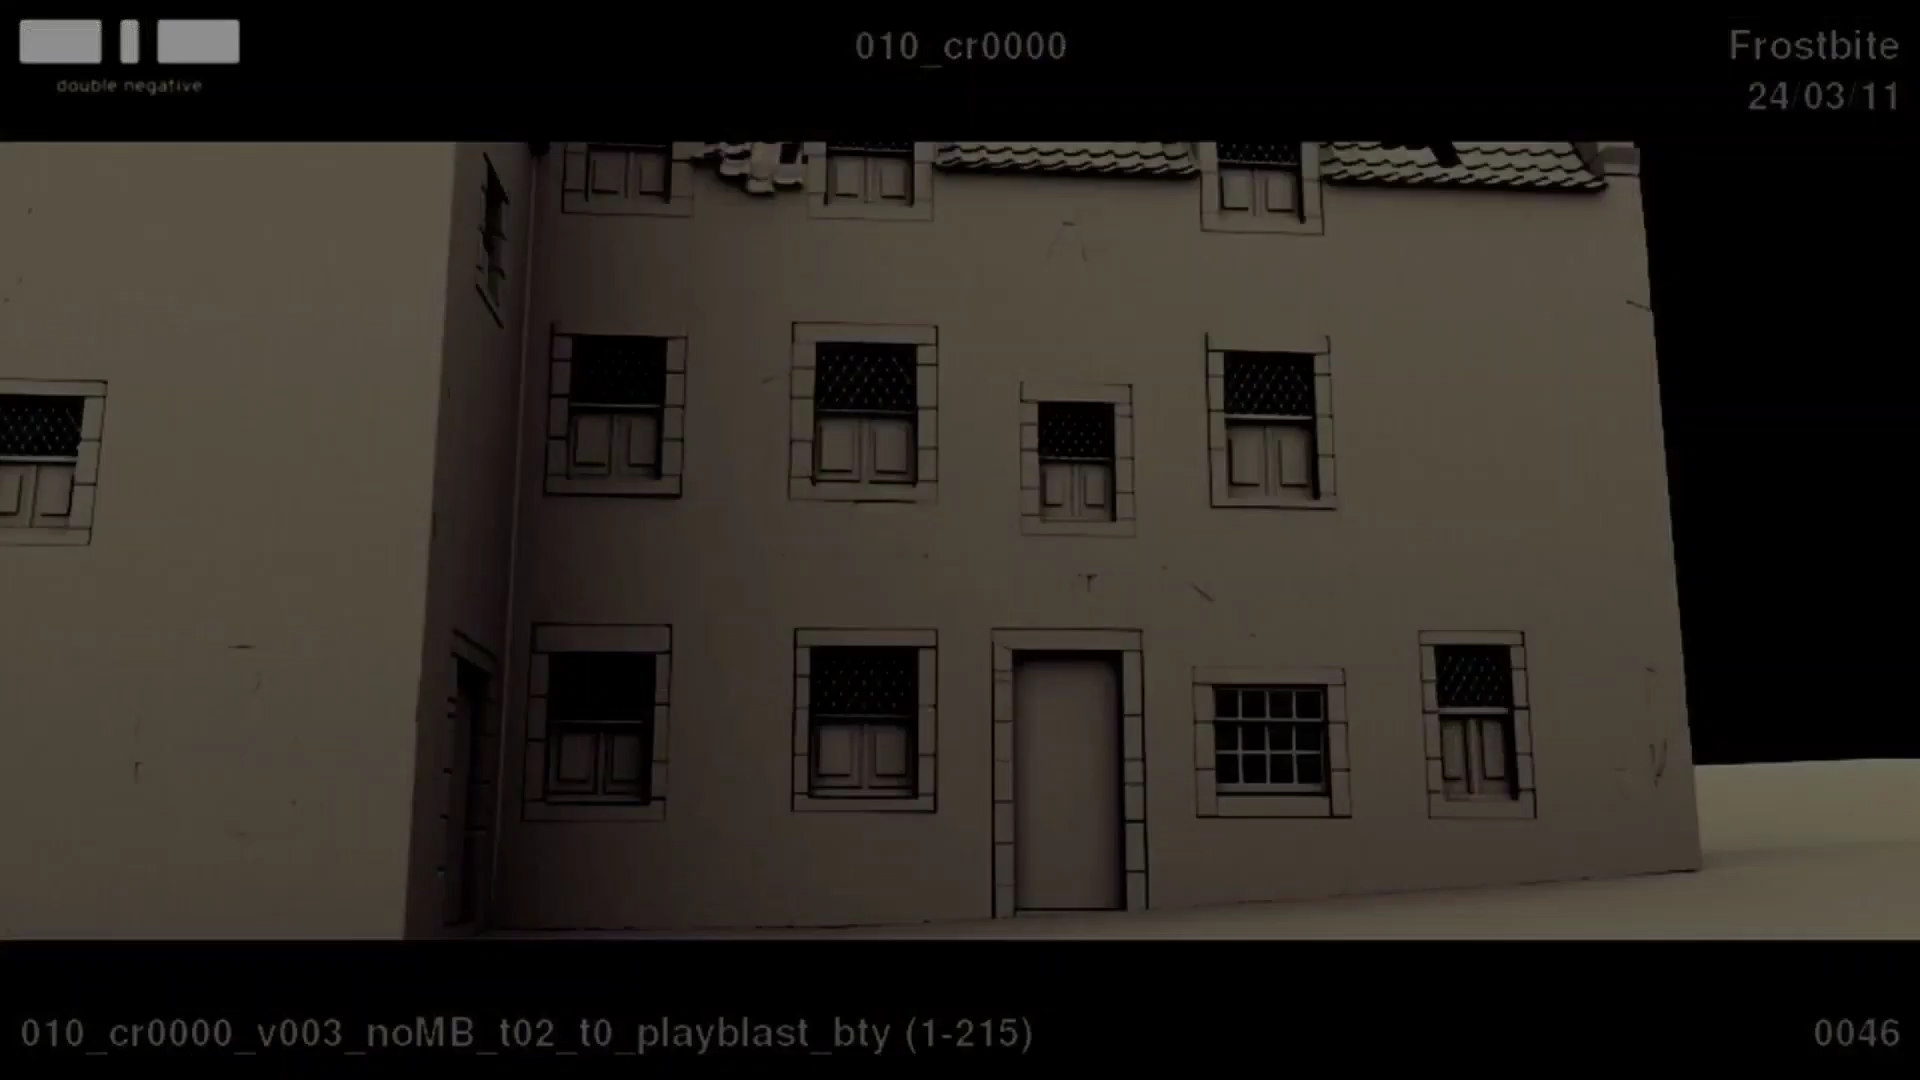 010_cr0000
Frostbite
double negative
24/03/11
010_cr0000_v003_noMB_t02_t0_playblast_bty (1-215)
0046